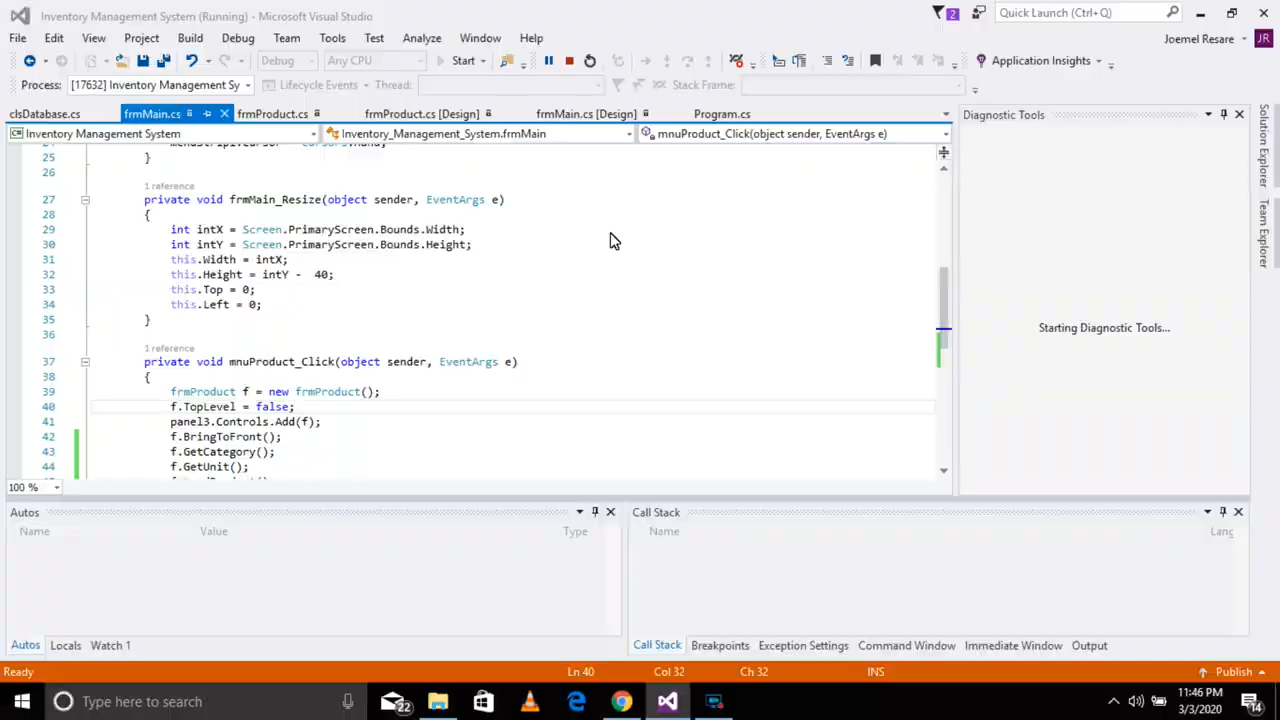 Inventory Management System (Running) - Microsoft Visual Studio
2
Quick Launch (Ctrl+Q)
File Edit View Project Build Debug Team Tools Test Analyze Window Help
Joemel Resare JR
Debug Any CPU Start Application Insights
Process: [17632] Inventory Management Sy Lifecycle Events Thread: Stack Frame:
clsDatabase.cs frmMain.cs frmProduct.cs frmProduct.cs [Design] frmMain.cs [Design] Program.cs
Diagnostic Tools
Solution Explorer
Team Explorer
Inventory Management System Inventory_Management_System.frmMain mnuProduct_Click(object sender, EventArgs e)
25 }
26
1 reference
27 private void frmMain_Resize(object sender, EventArgs e)
28 {
29 int intX = Screen.PrimaryScreen.Bounds.Width;
30 int intY = Screen.PrimaryScreen.Bounds.Height;
31 this.Width = intX;
32 this.Height = intY - 40;
33 this.Top = 0;
34 this.Left = 0;
35 }
36
1 reference
37 private void mnuProduct_Click(object sender, EventArgs e)
38 {
39 frmProduct f = new frmProduct();
40 f.TopLevel = false;
41 panel3.Controls.Add(f);
42 f.BringToFront();
43 f.GetCategory();
44 f.GetUnit();
Starting Diagnostic Tools...
100 %
Autos
Name Value Type
Call Stack
Name Lang
Autos Locals Watch 1
Call Stack Breakpoints Exception Settings Command Window Immediate Window Output
Ready Ln 40 Col 32 Ch 32 INS Publish
Type here to search
22
11:46 PM
3/3/2020
14